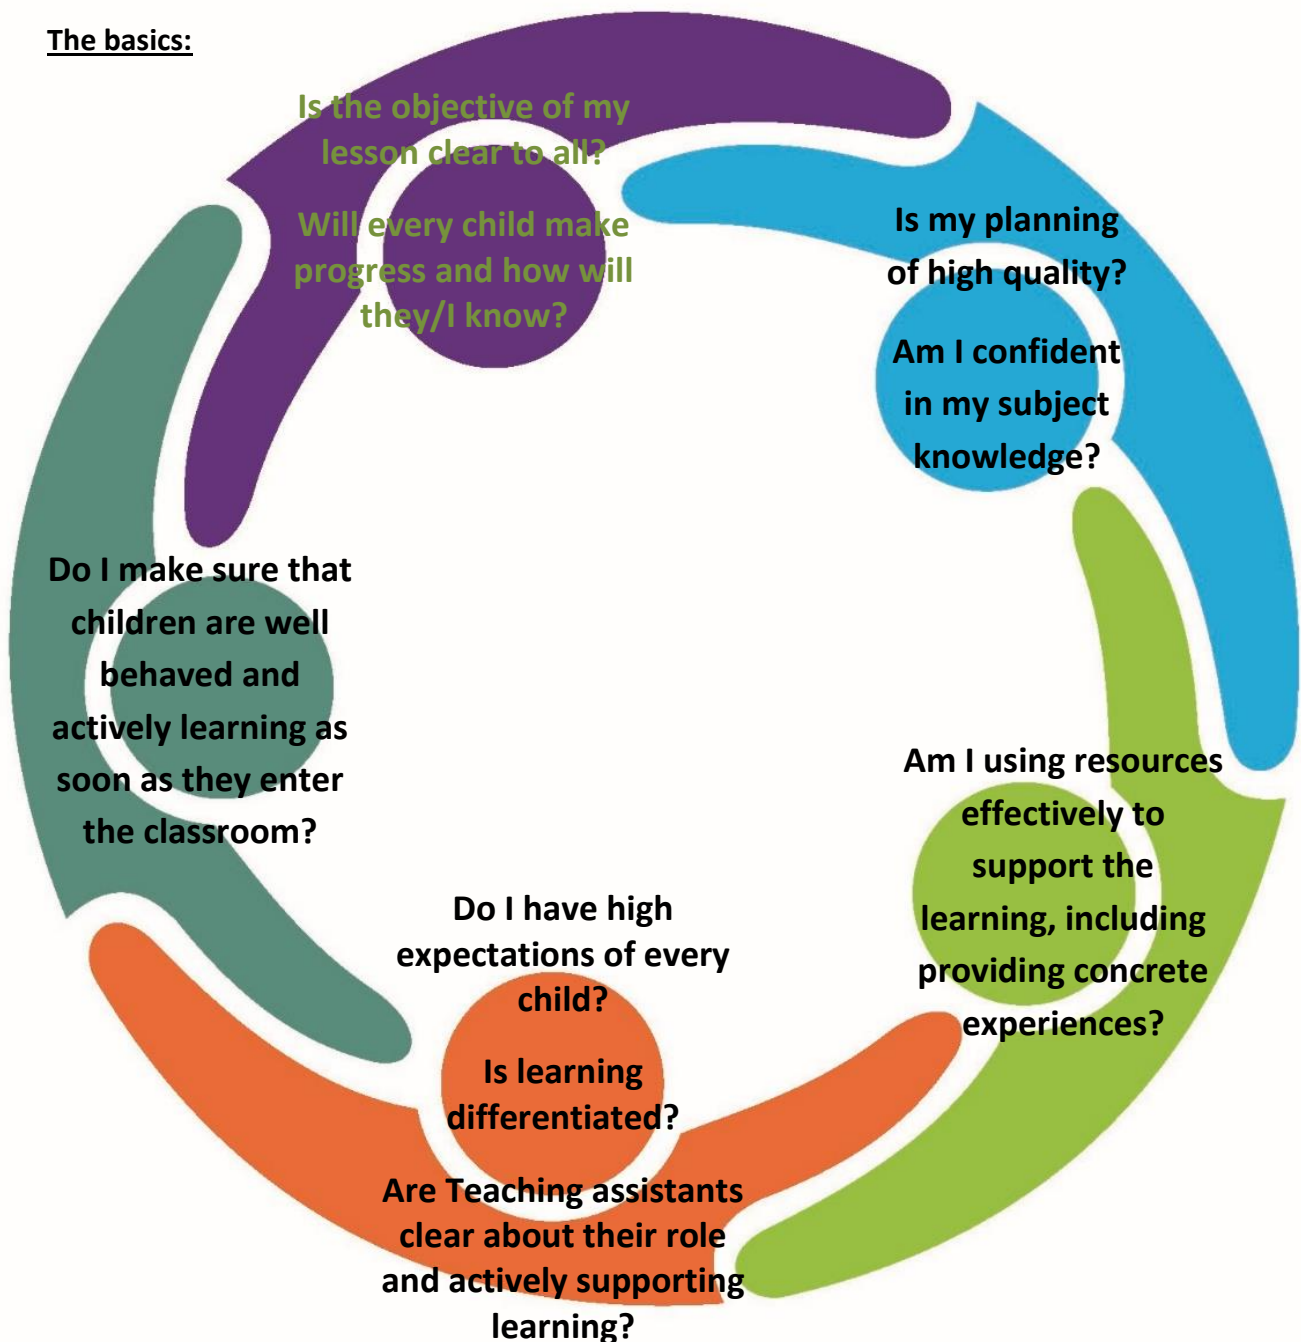 The basics:
Is the objective of my
lesson clear to all?
Will every child make
progress and how will
they/I know?
Is my planning
of high quality?
Am I confident
in my subject
knowledge?
Do I make sure that
children are well
behaved and
actively learning as
soon as they enter
the classroom?
Am I using resources
effectively to
support the
learning, including
providing concrete
experiences?
Do I have high
expectations of every
child?
Is learning
differentiated?
Are Teaching assistants
clear about their role
and actively supporting
learning?